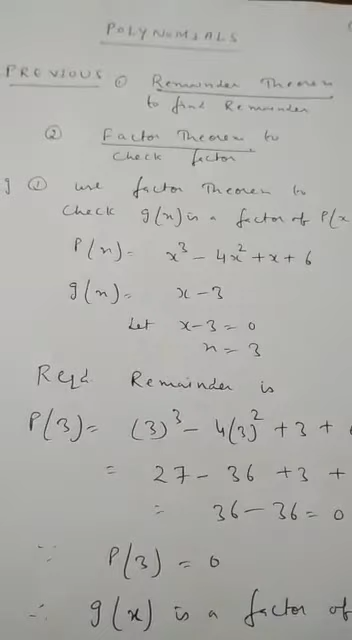 POLYNOMIALS
PREVIOUS ① Remainder Theorem
to find Remainder
② Factor Theorem to
check factor
① use factor Theorem to
check g(x) is a factor of P(x
P(x) = x³ - 4x² + x + 6
g(x) = x - 3
Let x - 3 = 0
x = 3
Reqd Remainder is
P(3) = (3)³ - 4(3)² + 3 +
= 27 - 36 + 3 +
= 36 - 36 = 0
∵ P(3) = 0
∴ g(x) is a factor of